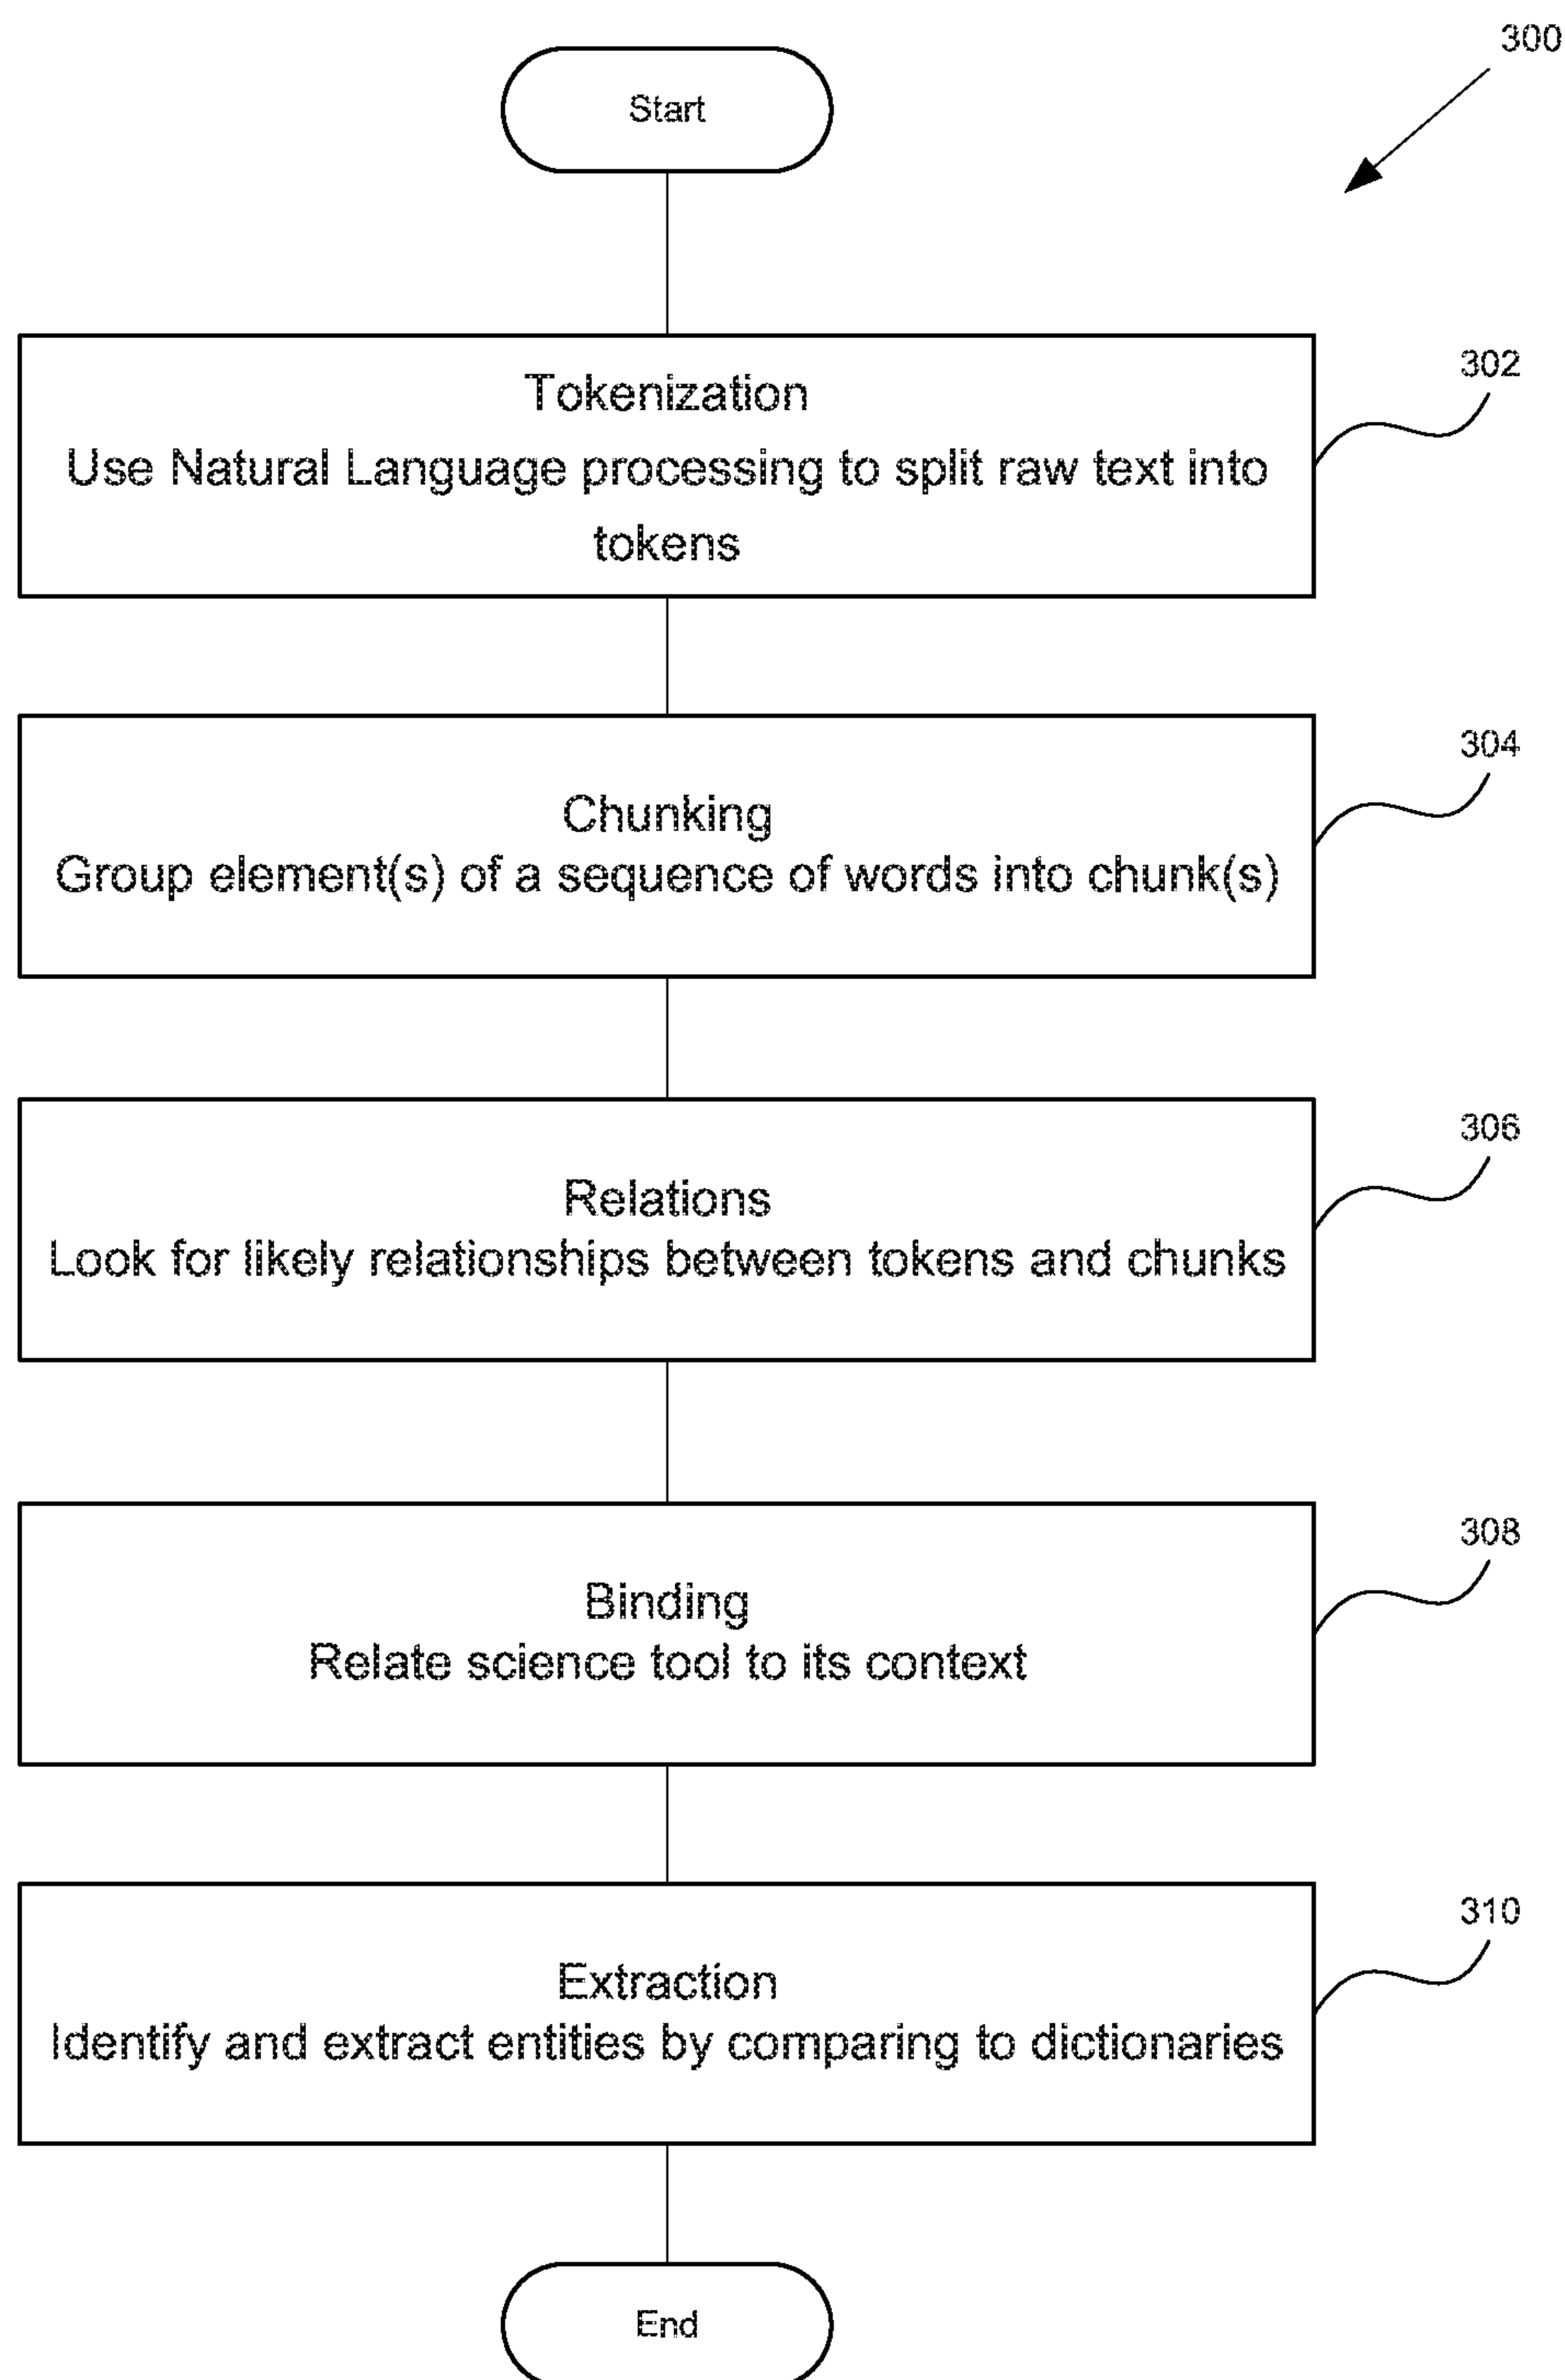 300
Start
302
Tokenization
Use Natural Language processing to split raw text into
tokens
304
Chunking
Group element(s) of a sequence of words into chunk(s)
306
Relations
Look for likely relationships between tokens and chunks
308
Binding
Relate science tool to its context
310
Extraction
Identify and extract entities by comparing to dictionaries
End